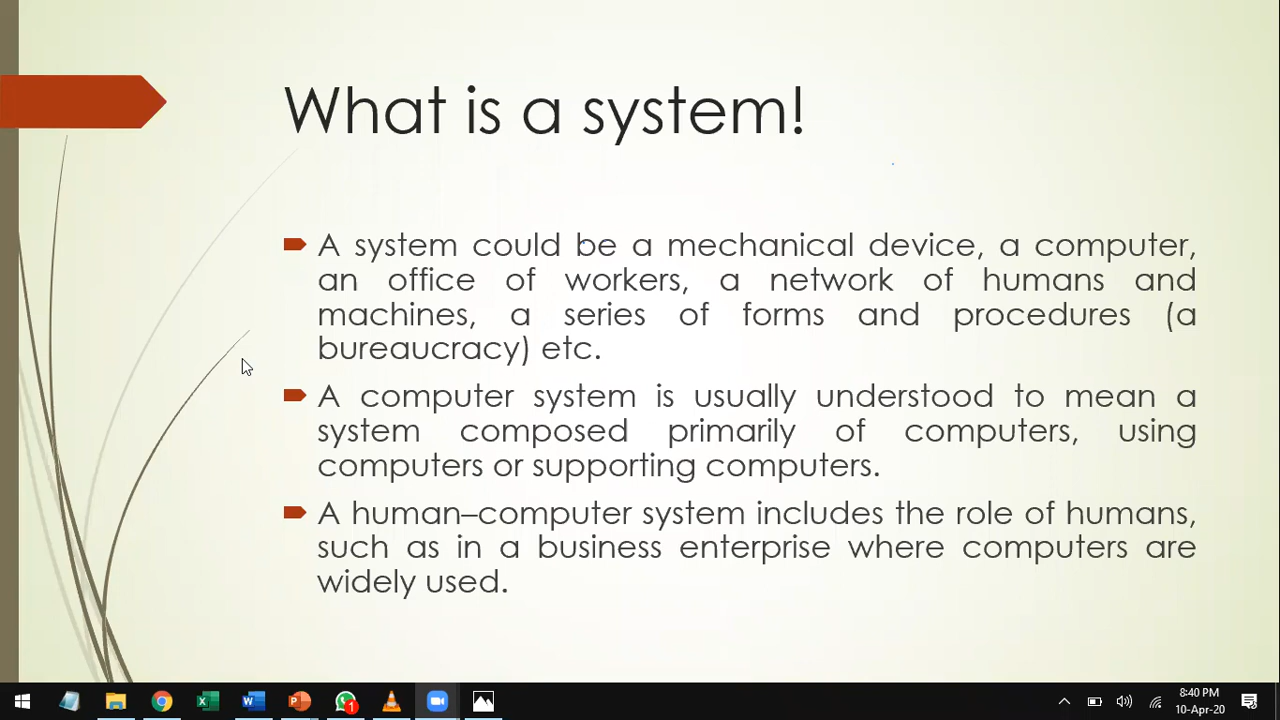 What is a system!
A system could be a mechanical device, a computer,
an office of workers, a network of humans and
machines, a series of forms and procedures (a
bureaucracy) etc.
A computer system is usually understood to mean a
system composed primarily of computers, using
computers or supporting computers.
A human–computer system includes the role of humans,
such as in a business enterprise where computers are
widely used.
1
8:40 PM
10-Apr-20